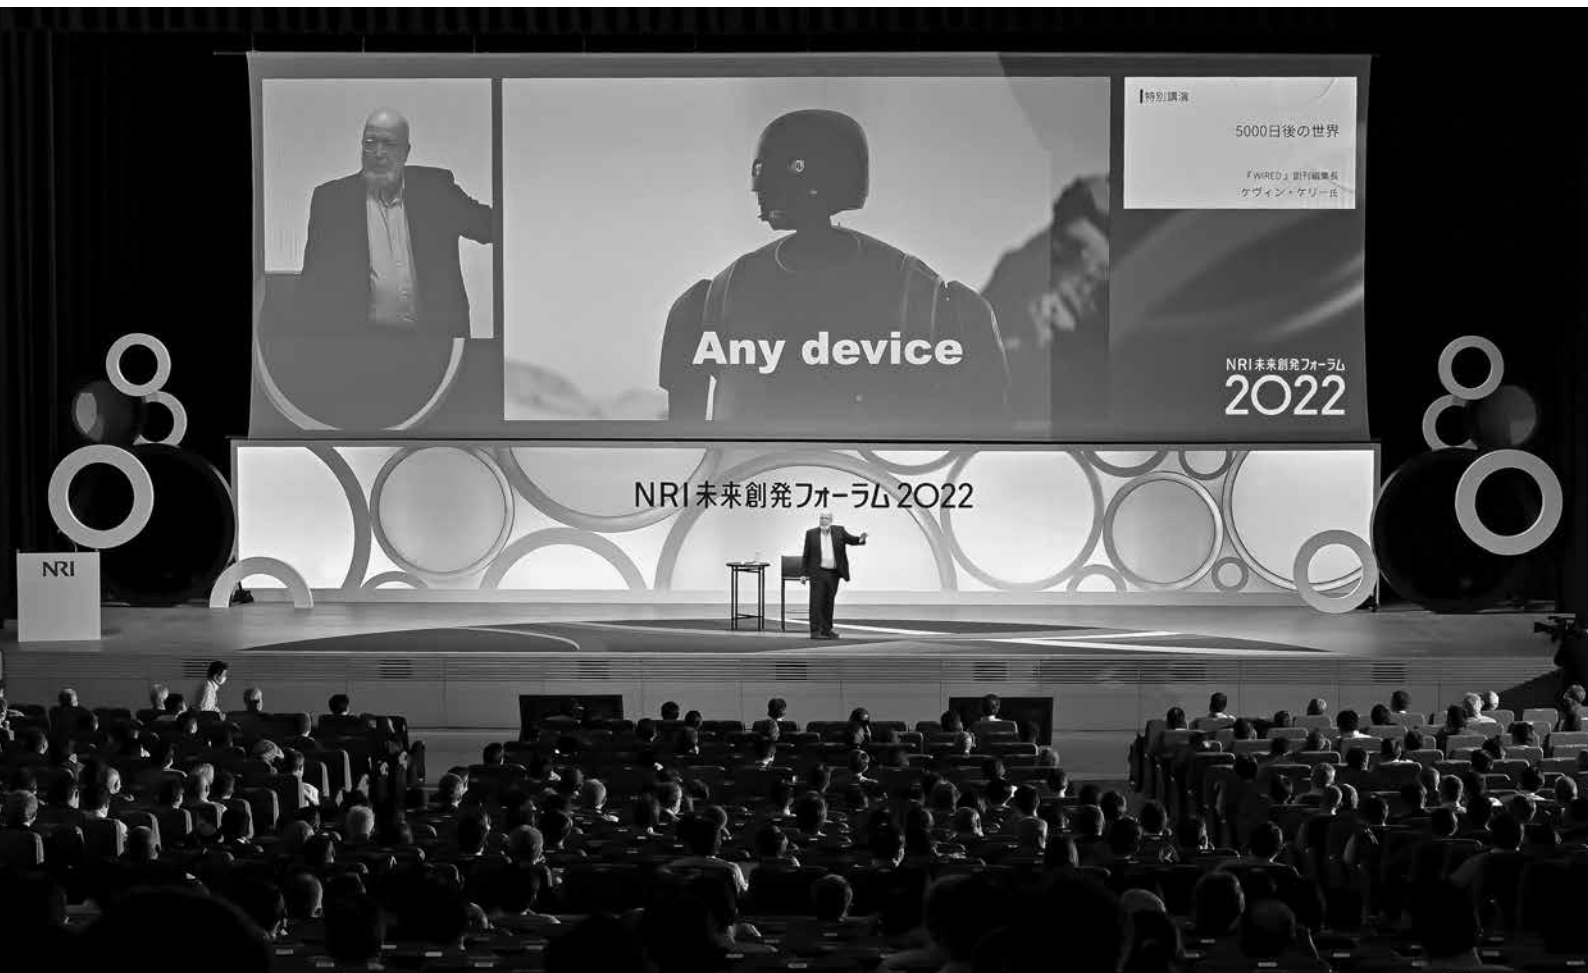 特別講演
5000日後の世界
『WIRED』創刊編集長
ケヴィン・ケリー氏
Any device
NRI未来創発フォーラム
2022
NRI未来創発フォーラム2022
NRI